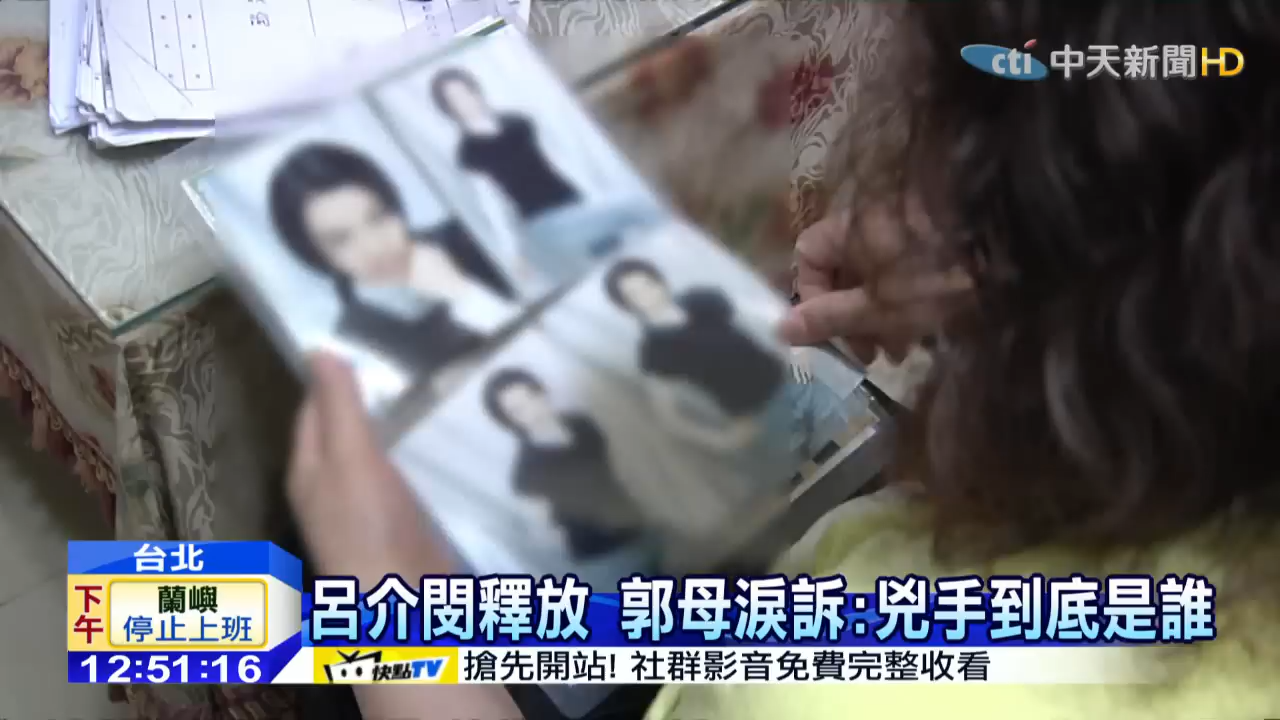 cti 中天新聞HD
台北
下午
蘭嶼
停止上班
12:51:16
呂介閔釋放 郭母淚訴:兇手到底是誰
快點TV 搶先開站! 社群影音免費完整收看